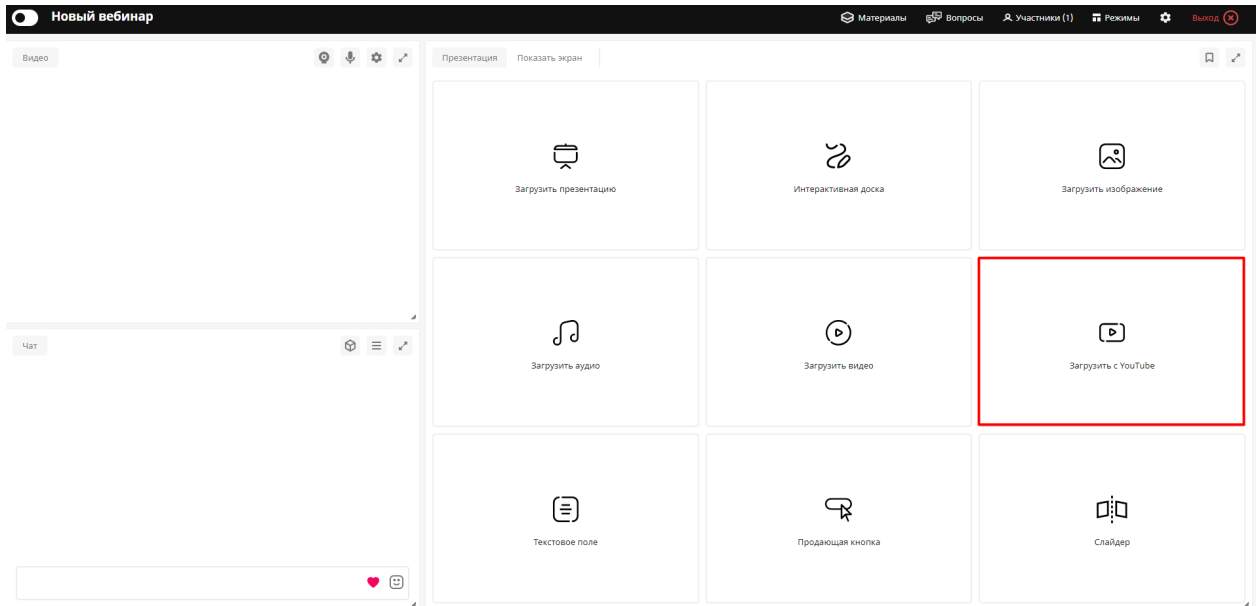 Новый вебинар
Материалы
Вопросы
Участники (1)
Режимы
Выход
Видео
Презентация
Показать экран
Загрузить презентацию
Интерактивная доска
Загрузить изображение
Загрузить аудио
Загрузить видео
Загрузить с YouTube
Чат
Текстовое поле
Продающая кнопка
Слайдер